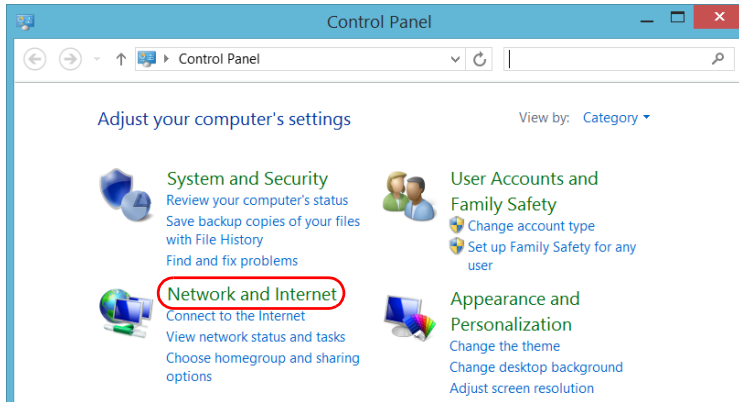 Control Panel
Control Panel
Adjust your computer's settings
View by: Category
System and Security
Review your computer's status
Save backup copies of your files
with File History
Find and fix problems
Network and Internet
Connect to the Internet
View network status and tasks
Choose homegroup and sharing
options
User Accounts and
Family Safety
Change account type
Set up Family Safety for any
user
Appearance and
Personalization
Change the theme
Change desktop background
Adjust screen resolution